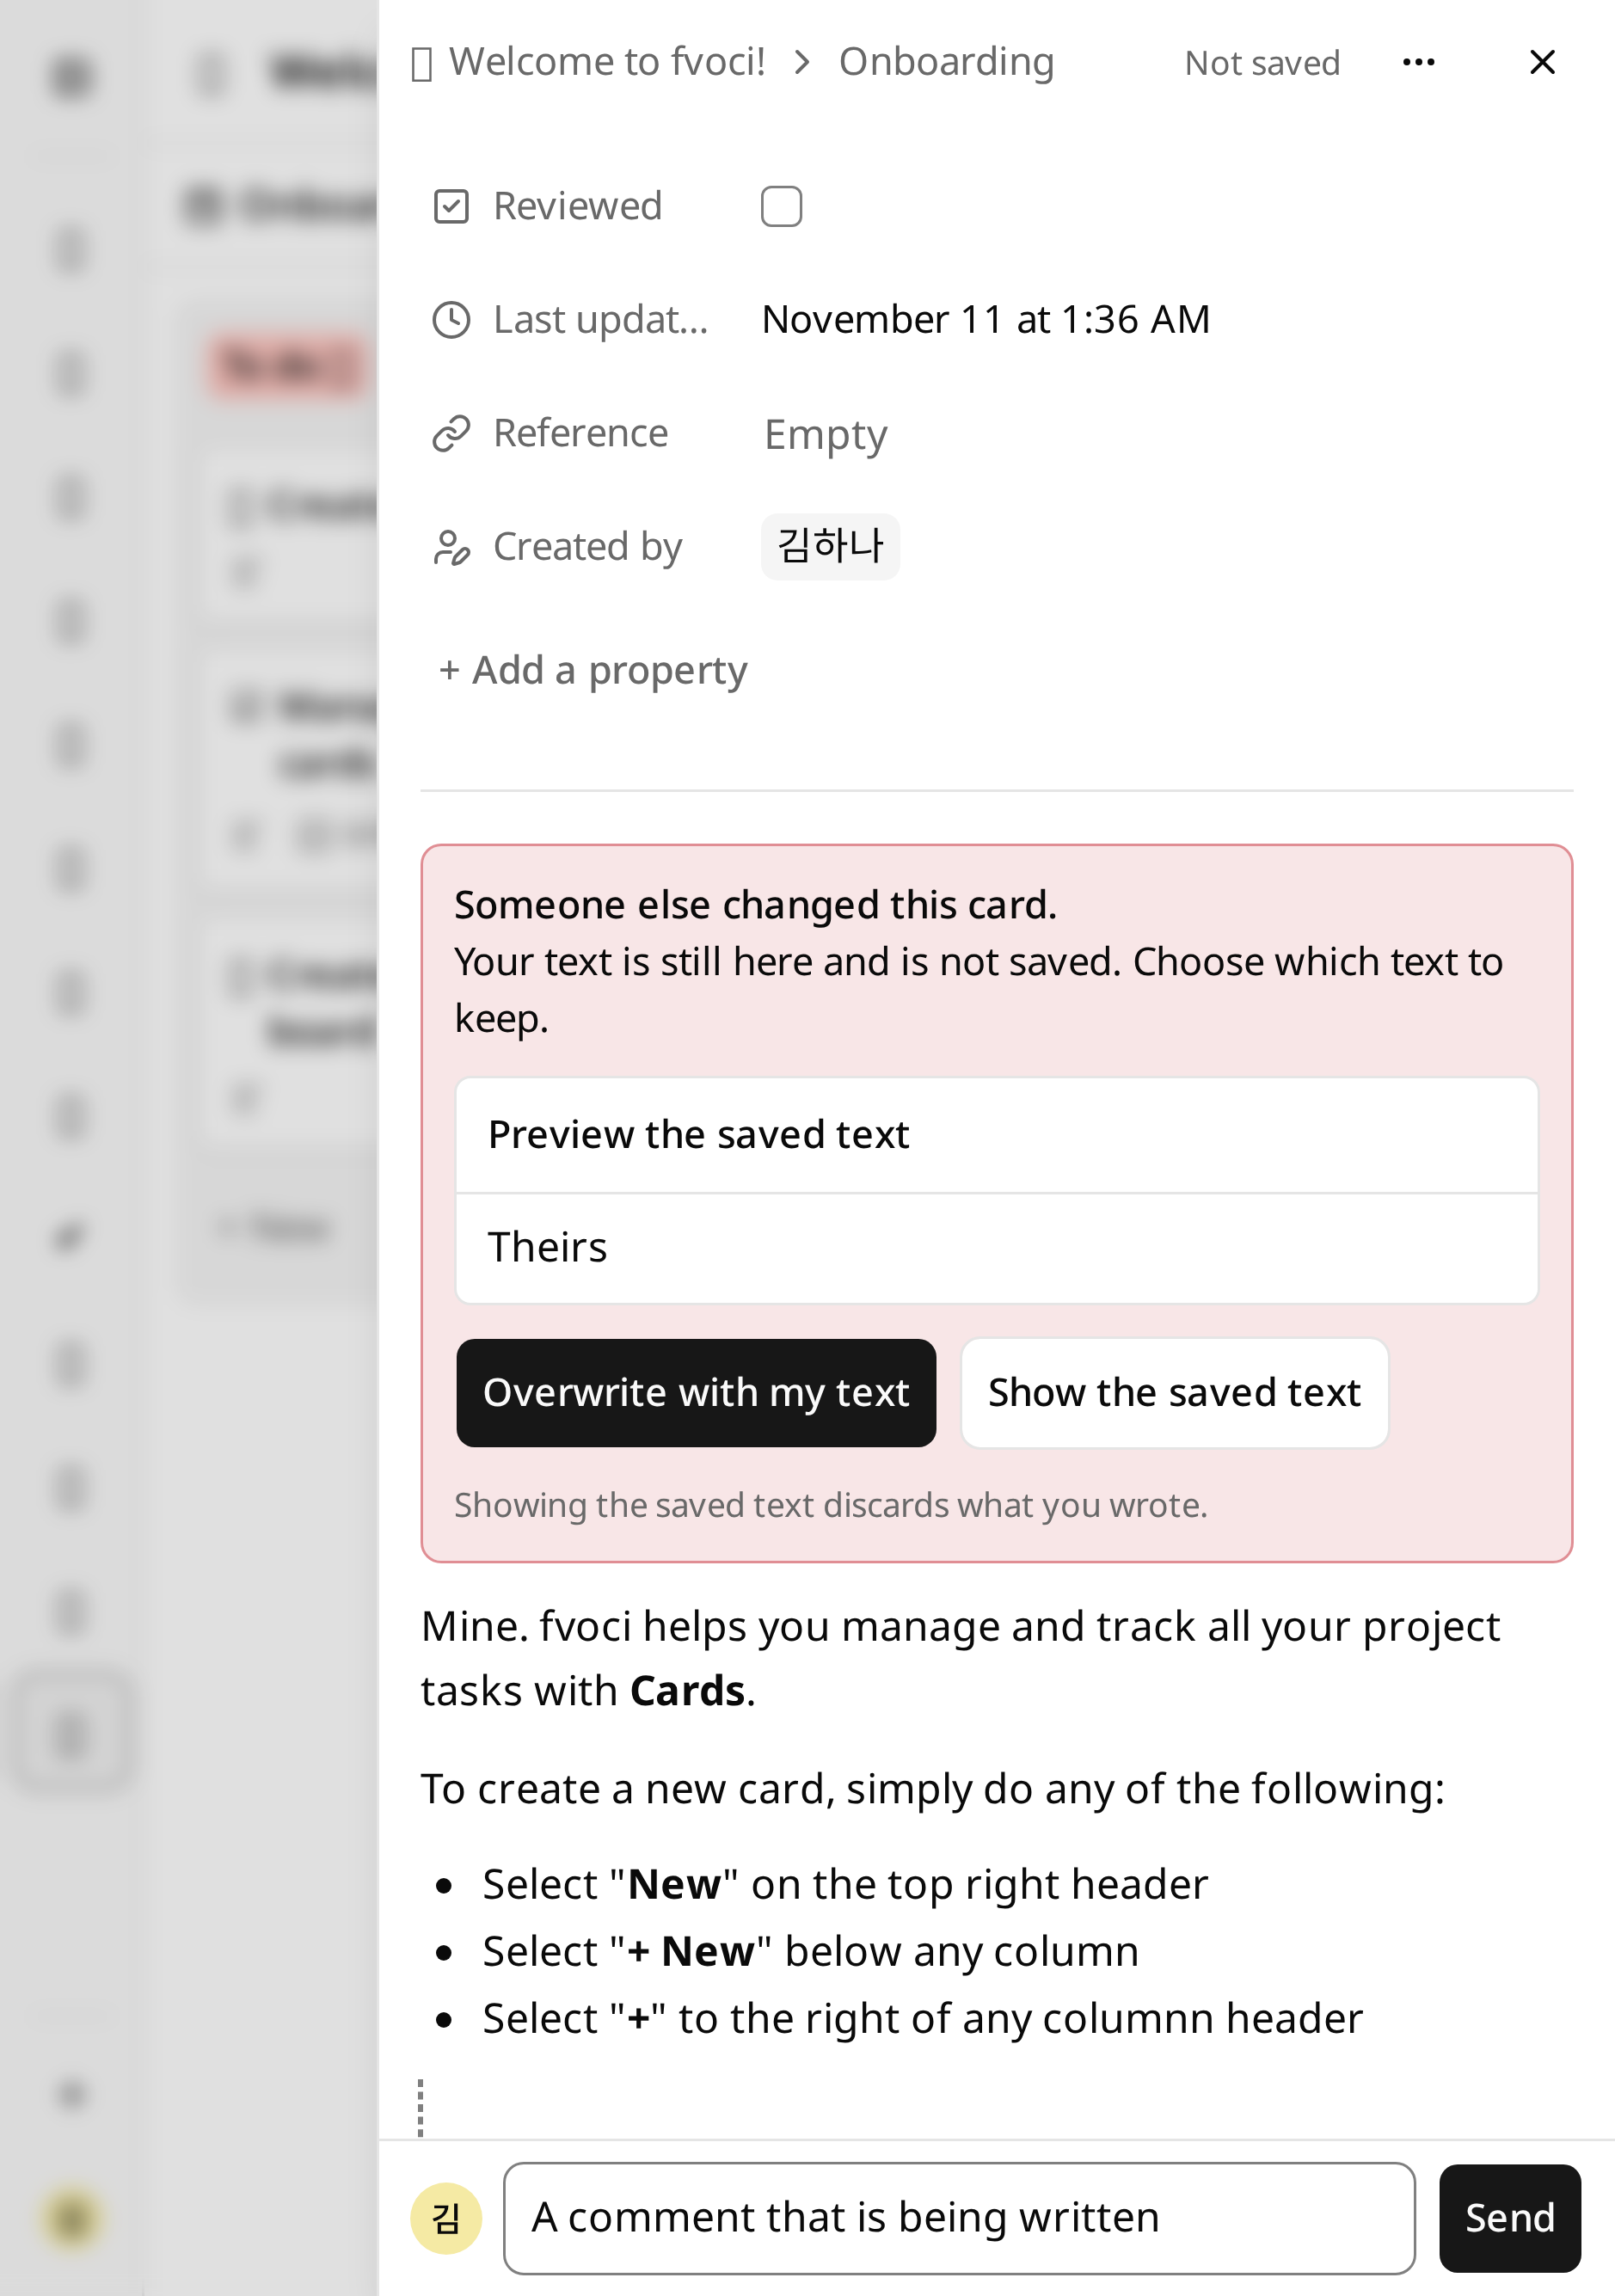 Welcome to fvoci! > Onboarding
Not saved
Reviewed
Last updat... November 11 at 1:36 AM
Reference Empty
Created by 김하나
+ Add a property
Someone else changed this card.
Your text is still here and is not saved. Choose which text to
keep.
Preview the saved text
Theirs
Overwrite with my text
Show the saved text
Showing the saved text discards what you wrote.
Mine. fvoci helps you manage and track all your project
tasks with Cards.
To create a new card, simply do any of the following:
• Select "New" on the top right header
• Select "+ New" below any column
• Select "+" to the right of any columnn header
김
A comment that is being written
Send